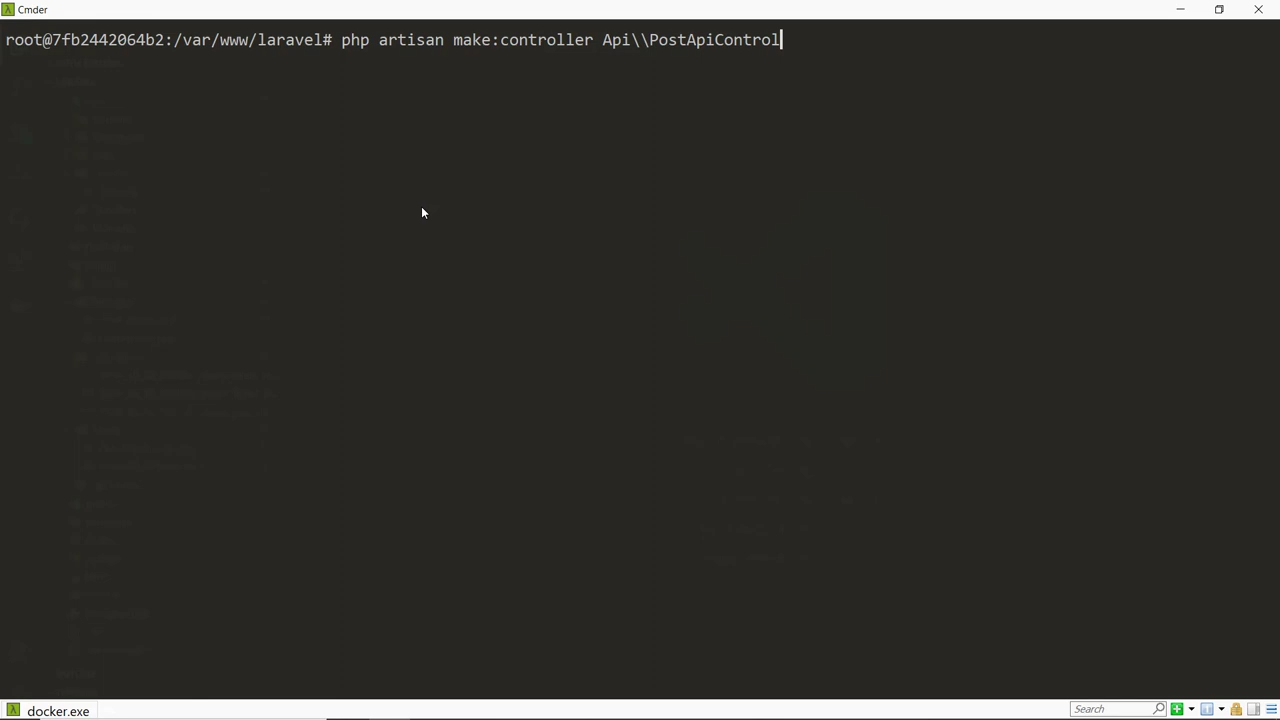 Cmder
root@7fb2442064b2:/var/www/laravel# php artisan make:controller Api\\PostApiControl
docker.exe
Search